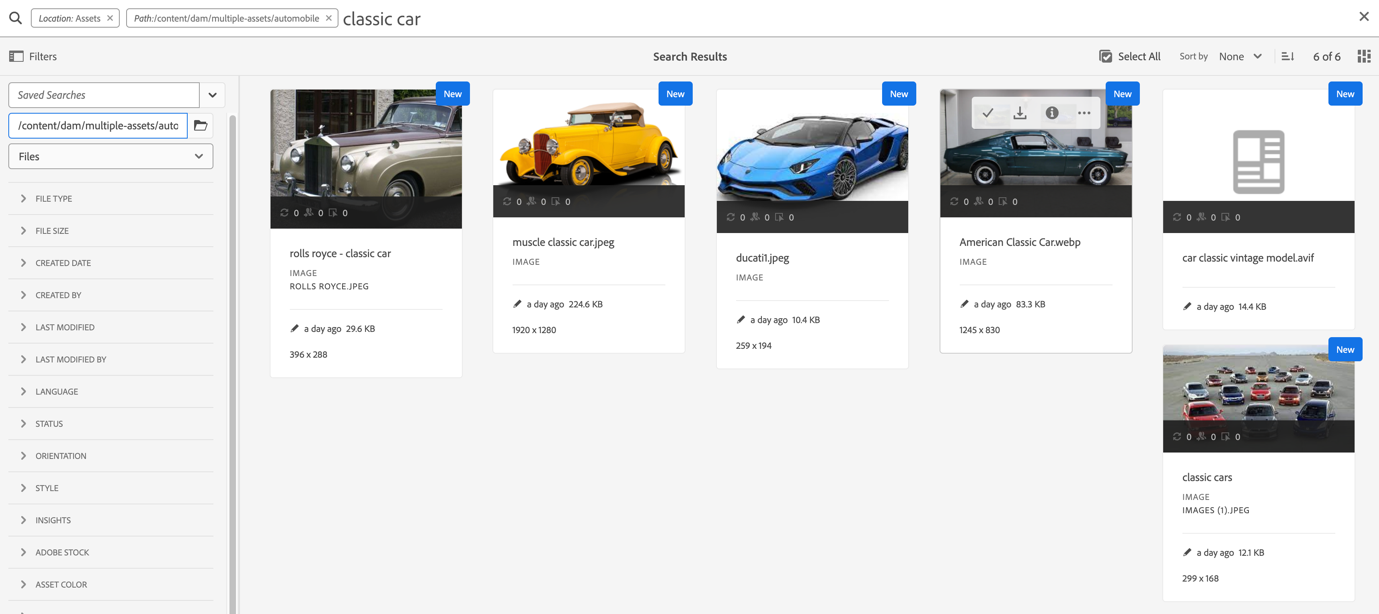 Location: Assets ×
Path:/content/dam/multiple-assets/automobile ×
classic car
Filters
Search Results
Select All
Sort by
None
6 of 6
Saved Searches
/content/dam/multiple-assets/auto
Files
FILE TYPE
FILE SIZE
CREATED DATE
CREATED BY
LAST MODIFIED
LAST MODIFIED BY
LANGUAGE
STATUS
ORIENTATION
STYLE
INSIGHTS
ADOBE STOCK
ASSET COLOR
New
0 0 0
rolls royce - classic car
IMAGE
ROLLS ROYCE.JPEG
a day ago 29.6 KB
396 x 288
New
0 0 0
muscle classic car.jpeg
IMAGE
a day ago 224.6 KB
1920 x 1280
New
0 0 0
ducati1.jpeg
IMAGE
a day ago 10.4 KB
259 x 194
New
0 0 0
American Classic Car.webp
IMAGE
a day ago 83.3 KB
1245 x 830
New
0 0 0
car classic vintage model.avif
a day ago 14.4 KB
New
0 0 0
classic cars
IMAGE
IMAGES (1).JPEG
a day ago 12.1 KB
299 x 168